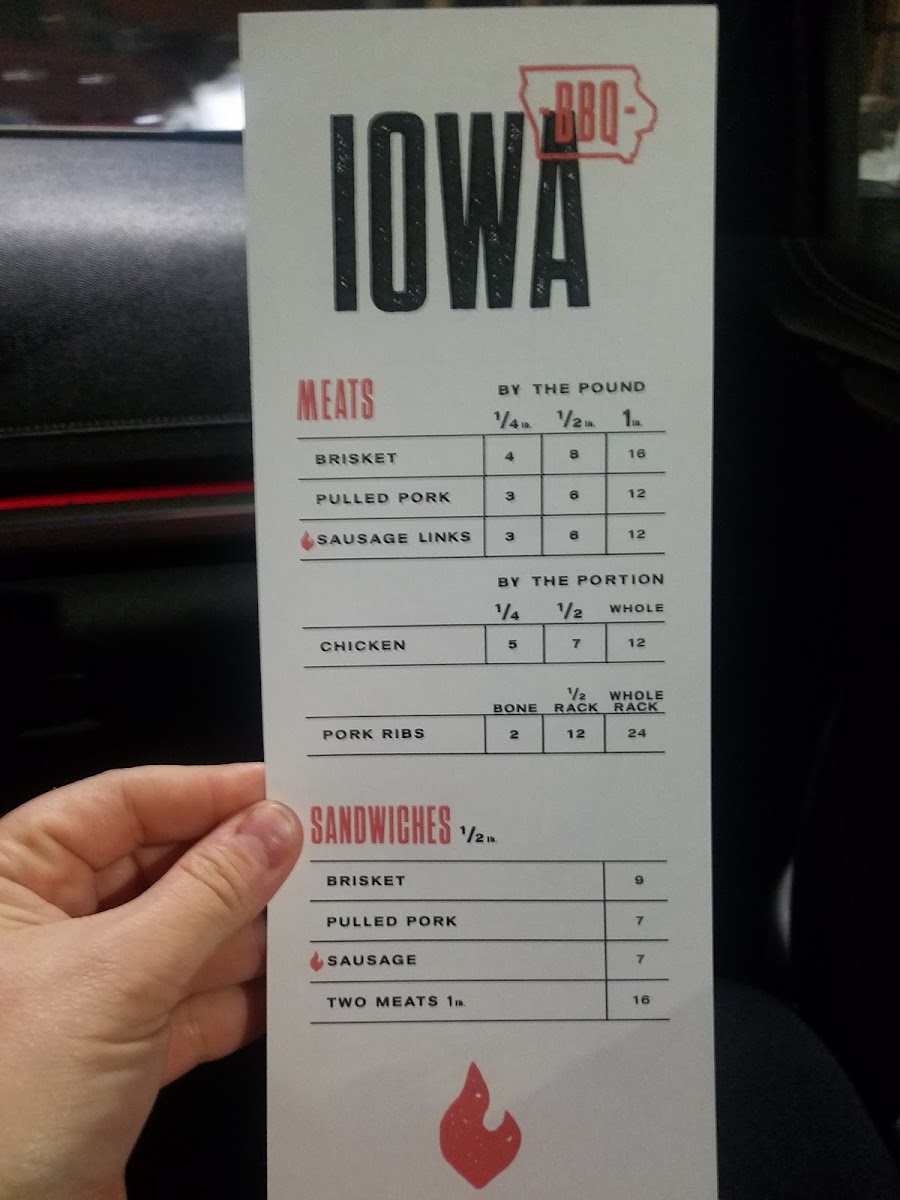 BBQ
IOWA
MEATS BY THE POUND
1/4 LB. 1/2 LB. 1 LB.
BRISKET 4 8 16
PULLED PORK 3 6 12
SAUSAGE LINKS 3 6 12
BY THE PORTION
1/4 1/2 WHOLE
CHICKEN 5 7 12
BONE 1/2 RACK WHOLE RACK
PORK RIBS 2 12 24
SANDWICHES 1/2 LB.
BRISKET 9
PULLED PORK 7
SAUSAGE 7
TWO MEATS 1 LB. 16